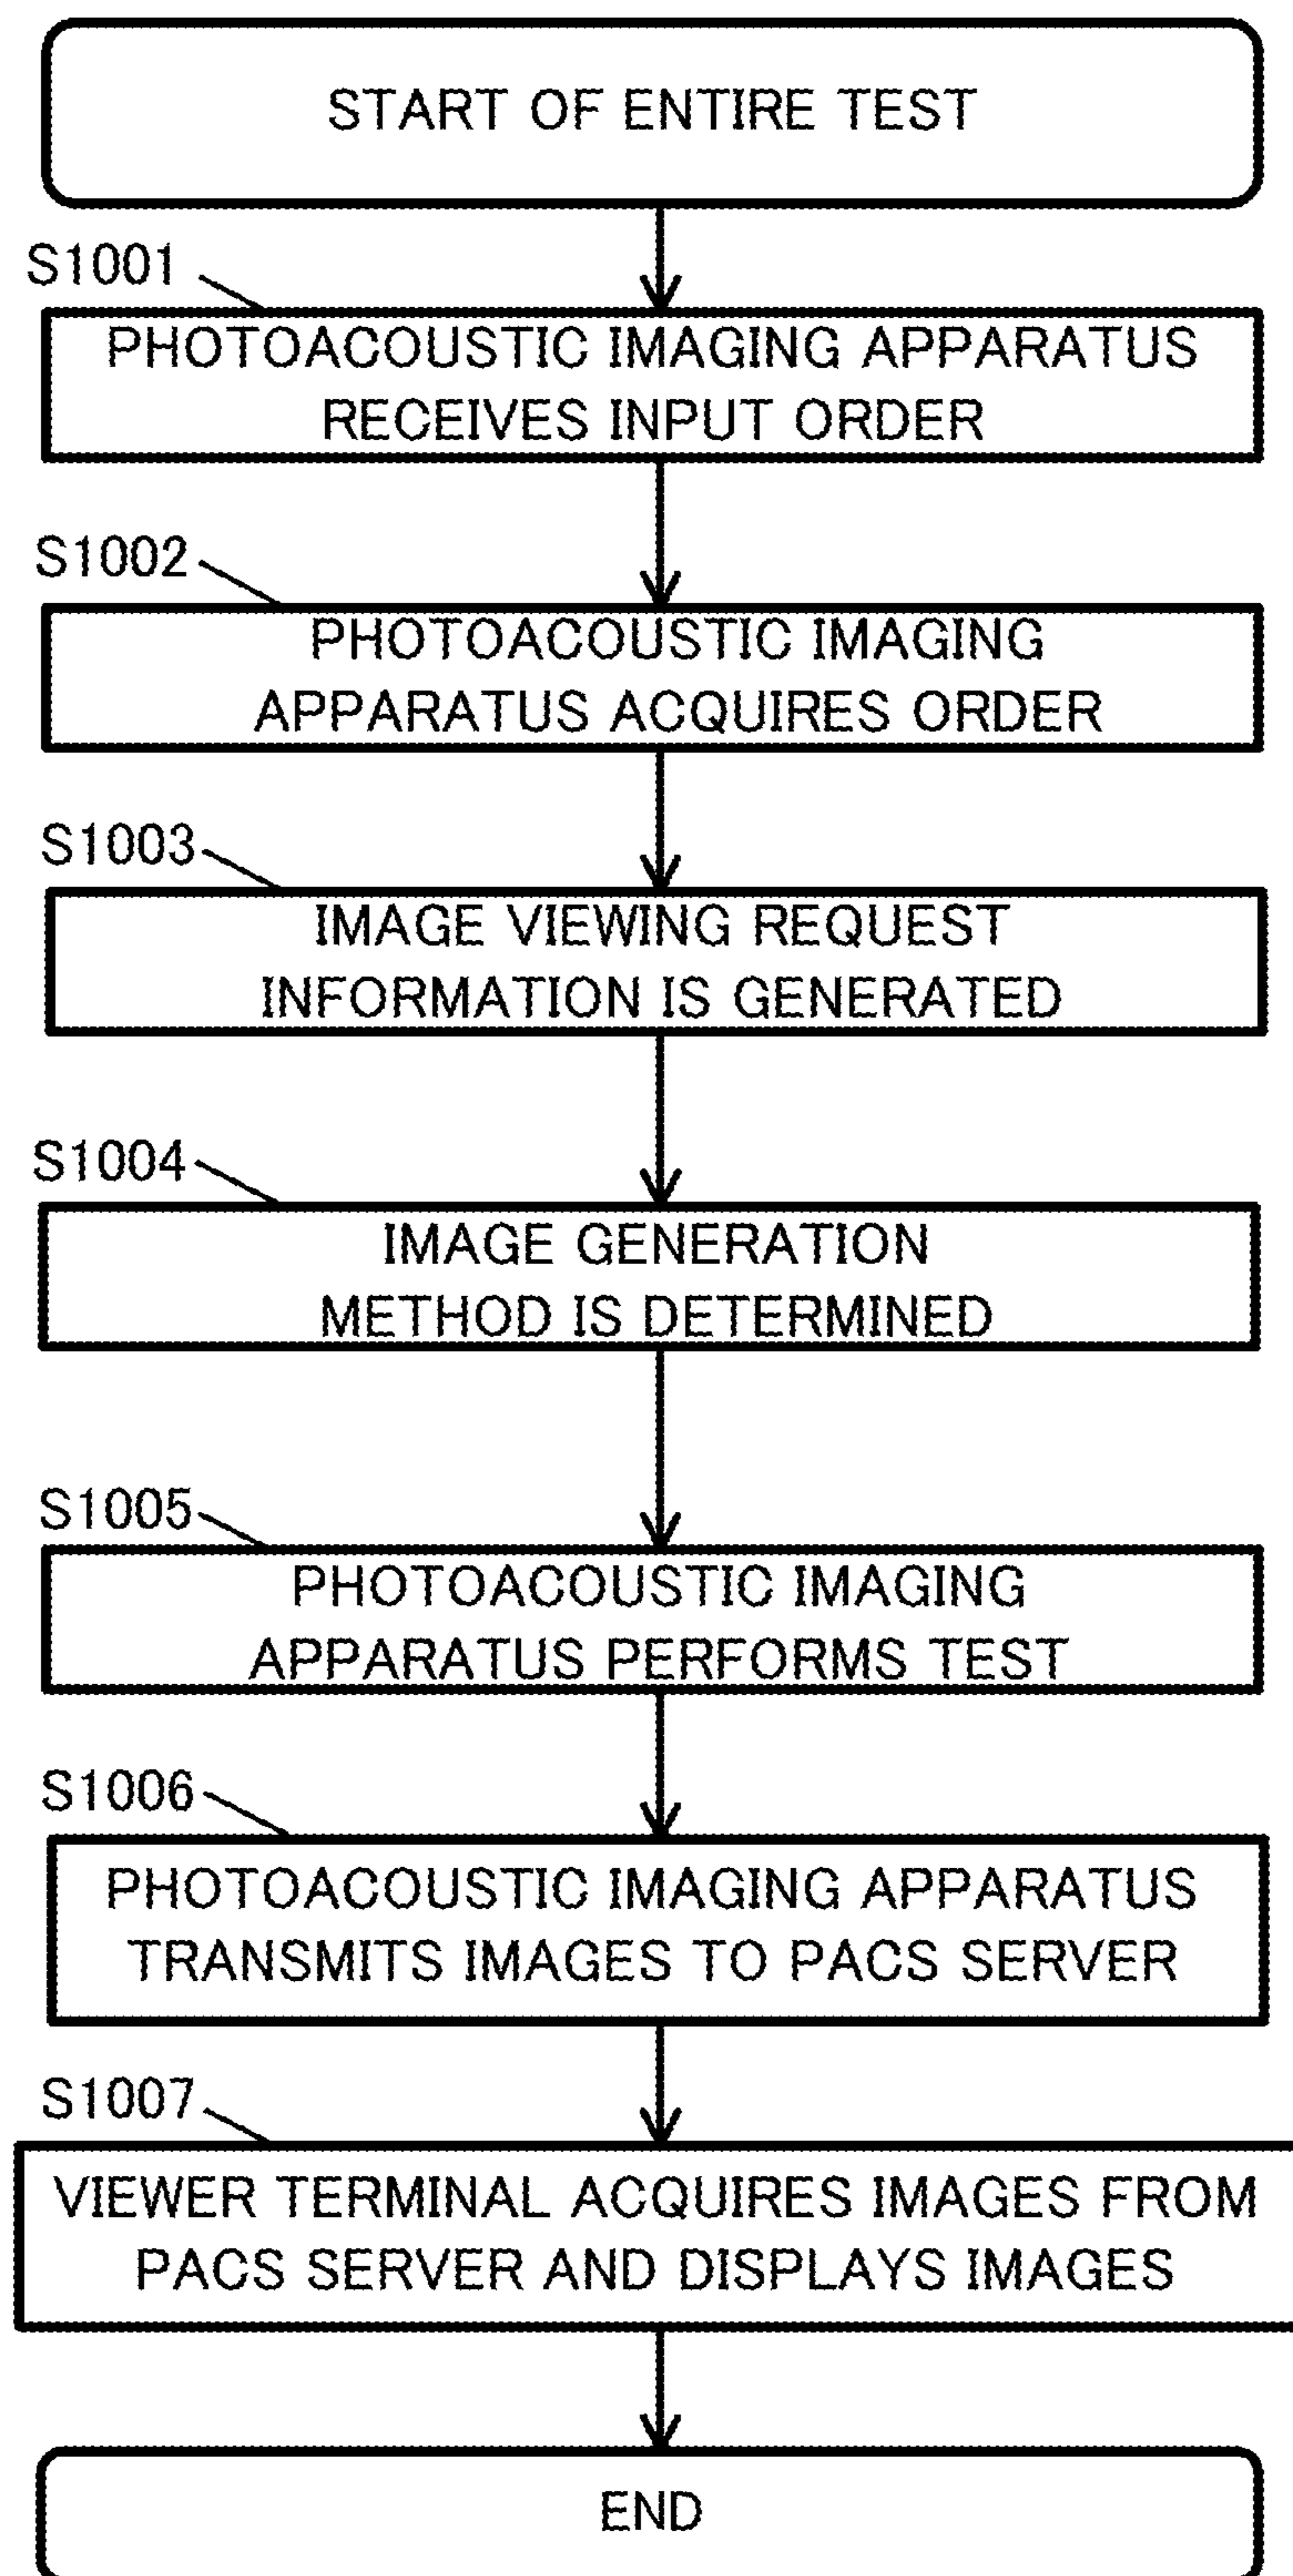 START OF ENTIRE TEST
S1001
PHOTOACOUSTIC IMAGING APPARATUS
RECEIVES INPUT ORDER
S1002
PHOTOACOUSTIC IMAGING
APPARATUS ACQUIRES ORDER
S1003
IMAGE VIEWING REQUEST
INFORMATION IS GENERATED
S1004
IMAGE GENERATION
METHOD IS DETERMINED
S1005
PHOTOACOUSTIC IMAGING
APPARATUS PERFORMS TEST
S1006
PHOTOACOUSTIC IMAGING APPARATUS
TRANSMITS IMAGES TO PACS SERVER
S1007
VIEWER TERMINAL ACQUIRES IMAGES FROM
PACS SERVER AND DISPLAYS IMAGES
END